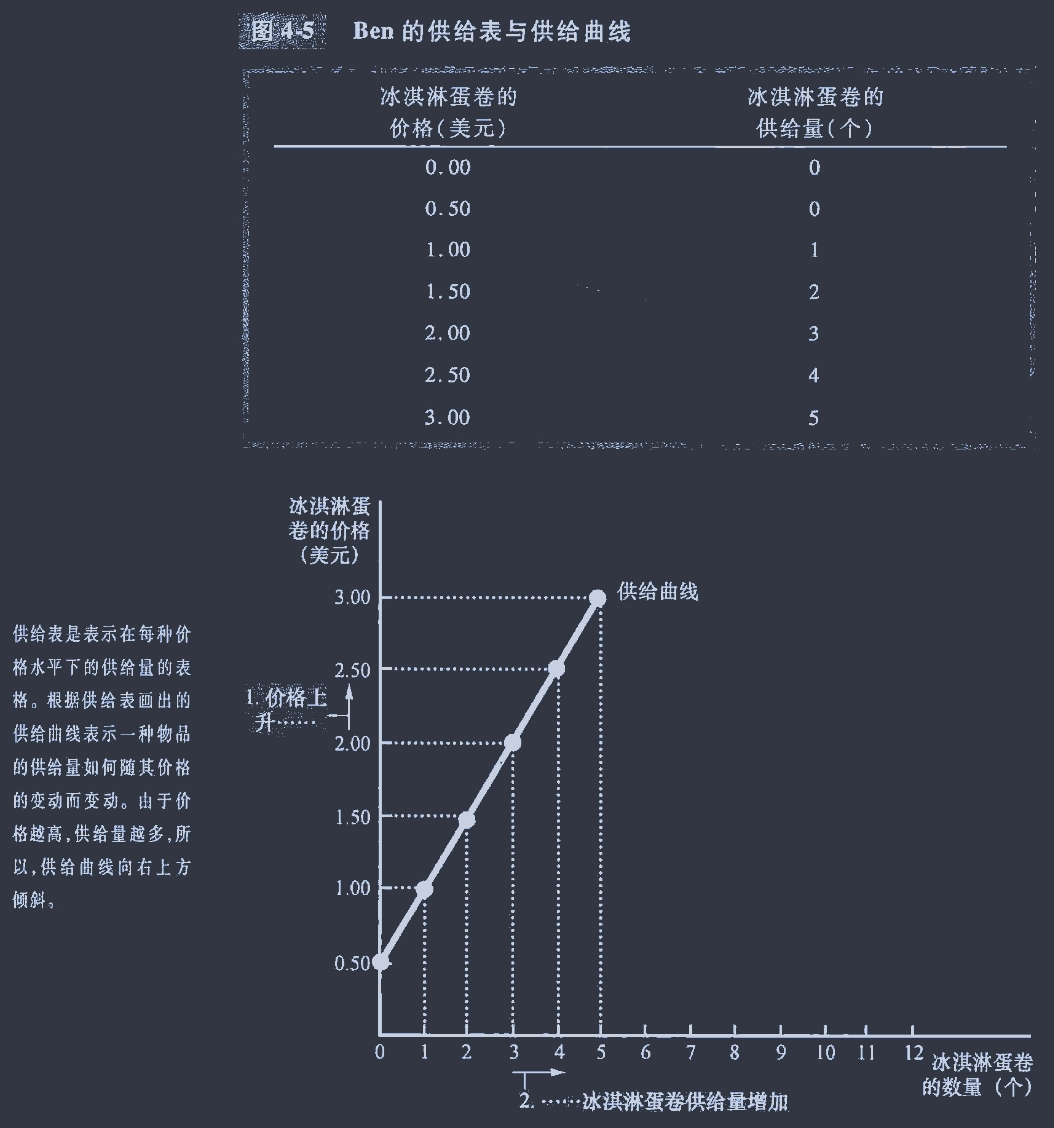 图 4-5 Ben 的供给表与供给曲线
冰淇淋蛋卷的 冰淇淋蛋卷的
价格(美元) 供给量(个)
0.00 0
0.50 0
1.00 1
1.50 2
2.00 3
2.50 4
3.00 5
冰淇淋蛋
卷的价格
(美元)
供给曲线
3.00
2.50
2.00
1.50
1.00
0.50
1. 价格上
升……
0 1 2 3 4 5 6 7 8 9 10 11 12
冰淇淋蛋卷
的数量(个)
2. ……冰淇淋蛋卷供给量增加
供给表是表示在每种价
格水平下的供给量的表
格。根据供给表画出的
供给曲线表示一种物品
的供给量如何随其价格
的变动而变动。由于价
格越高,供给量越多,所
以,供给曲线向右上方
倾斜。